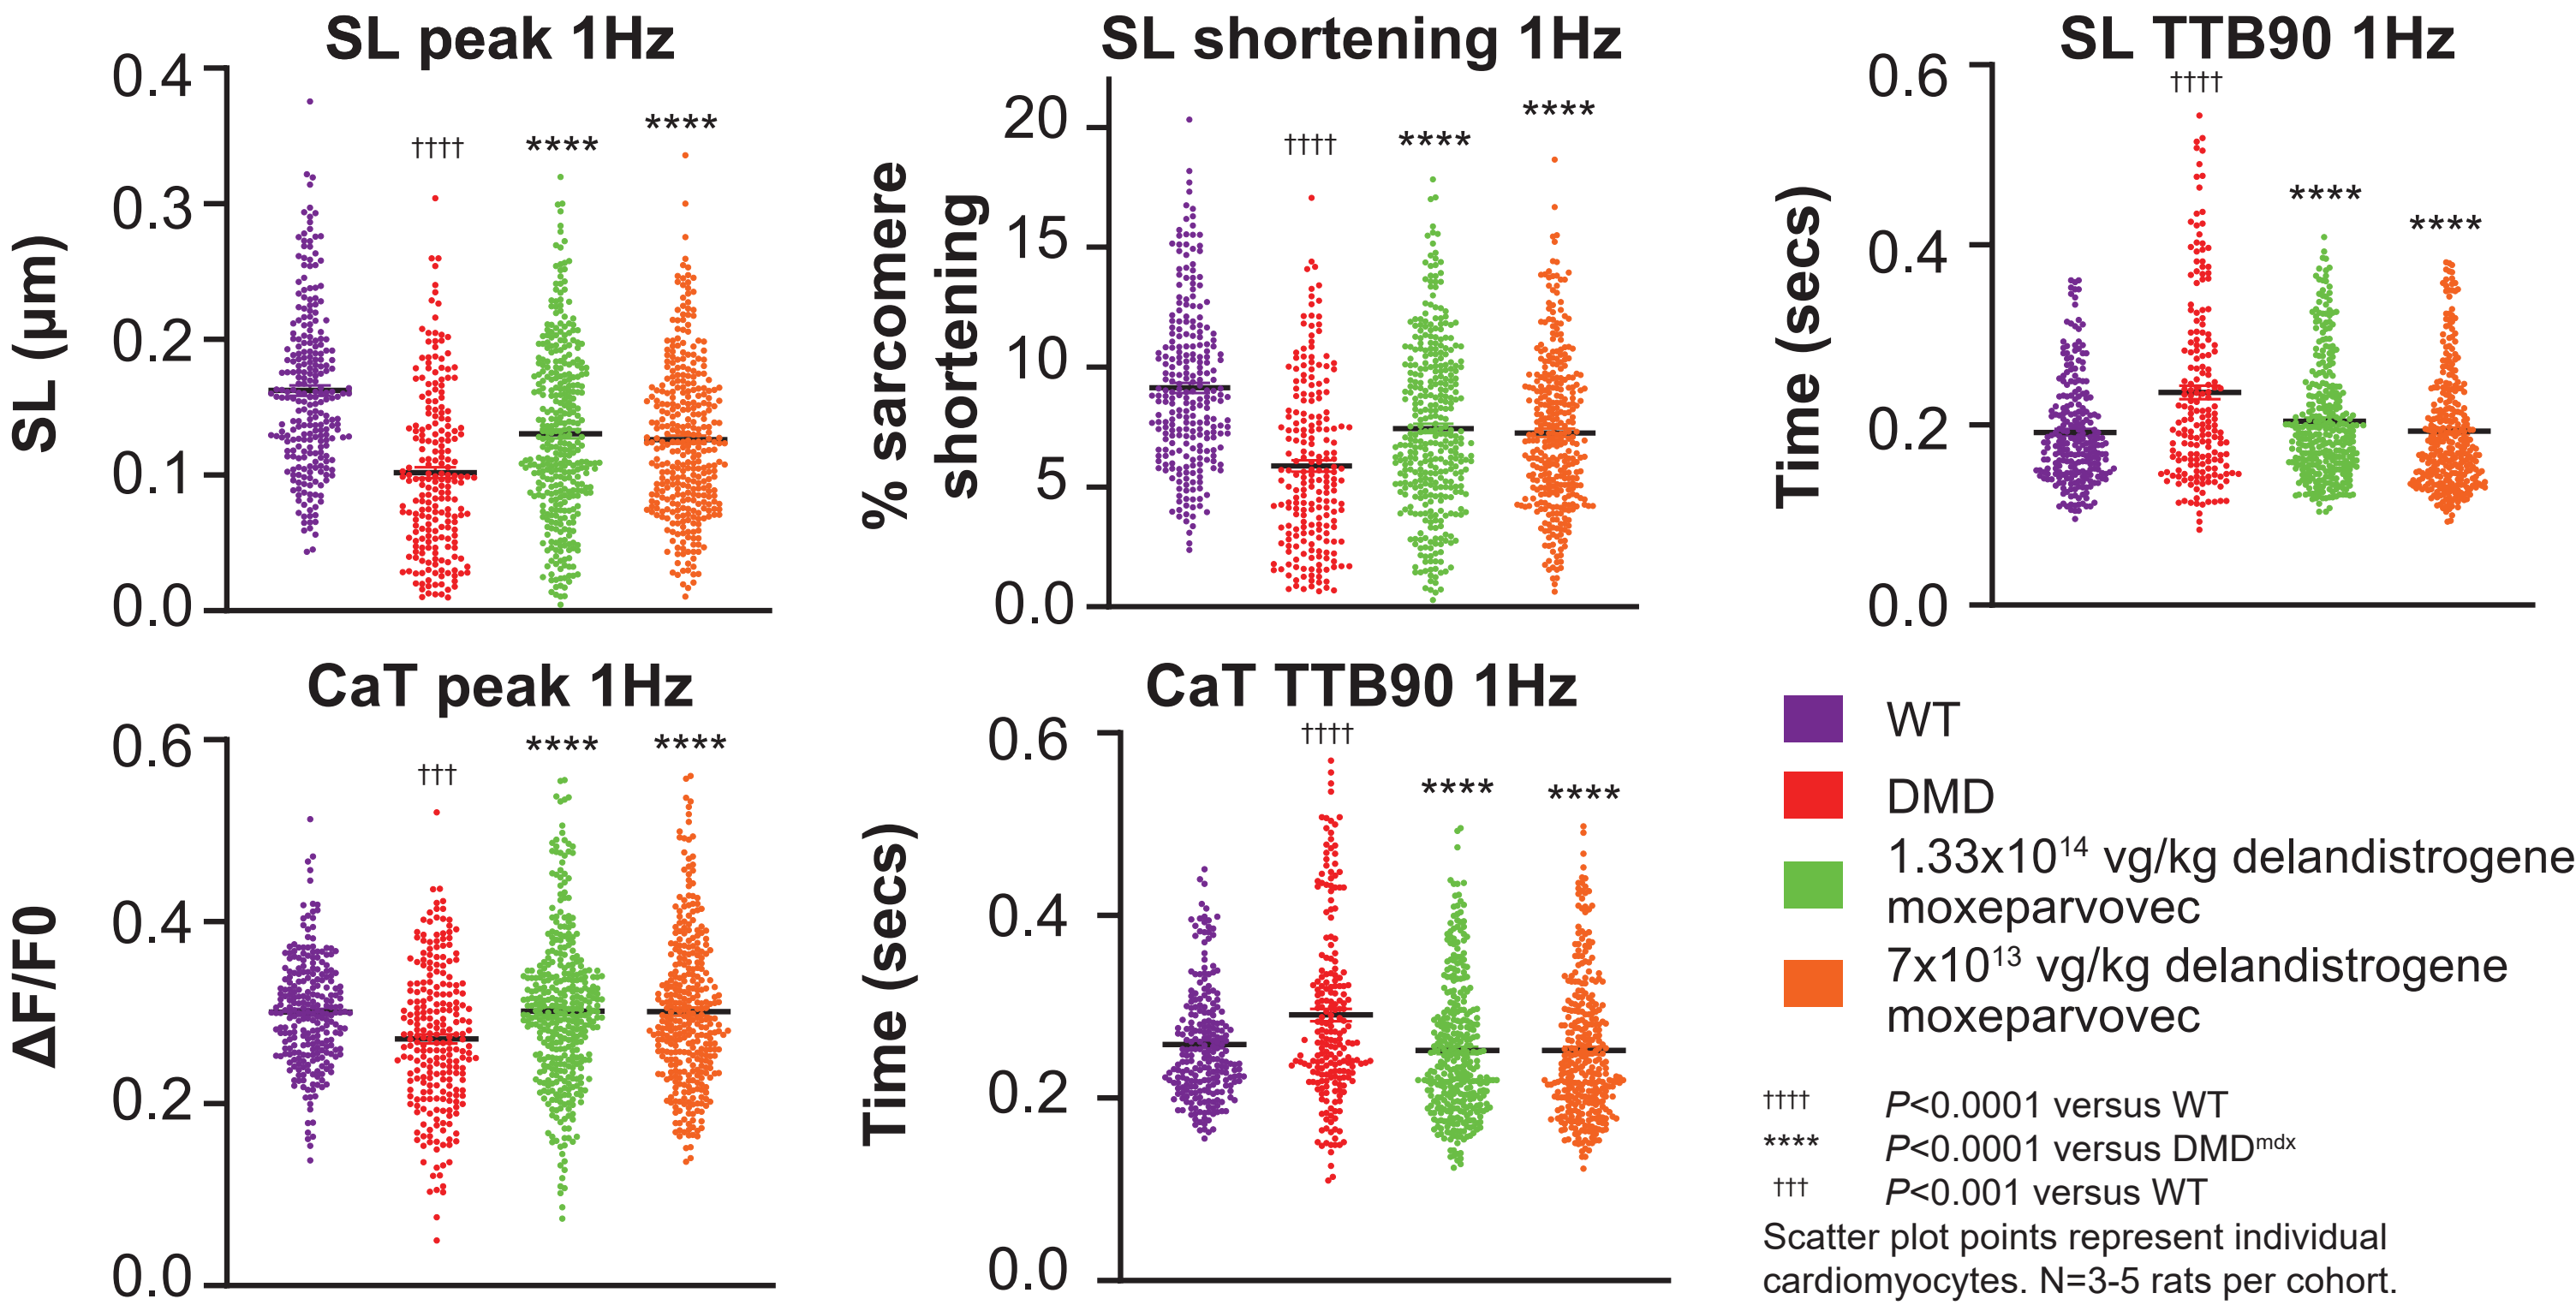 SL peak 1Hz
SL (μm)
0.4
0.3
0.2
0.1
0.0
††††
****
****
SL shortening 1Hz
% sarcomere
shortening
20
15
10
5
0.0
††††
****
****
SL TTB90 1Hz
Time (secs)
0.6
0.4
0.2
0.0
††††
****
****
CaT peak 1Hz
ΔF/F0
0.6
0.4
0.2
0.0
†††
****
****
CaT TTB90 1Hz
Time (secs)
0.6
0.4
0.2
0.0
††††
****
****
WT
DMD
1.33x10¹⁴ vg/kg delandistrogene
moxeparvovec
7x10¹³ vg/kg delandistrogene
moxeparvovec
†††† P<0.0001 versus WT
**** P<0.0001 versus DMDᵐᵈˣ
††† P<0.001 versus WT
Scatter plot points represent individual
cardiomyocytes. N=3-5 rats per cohort.